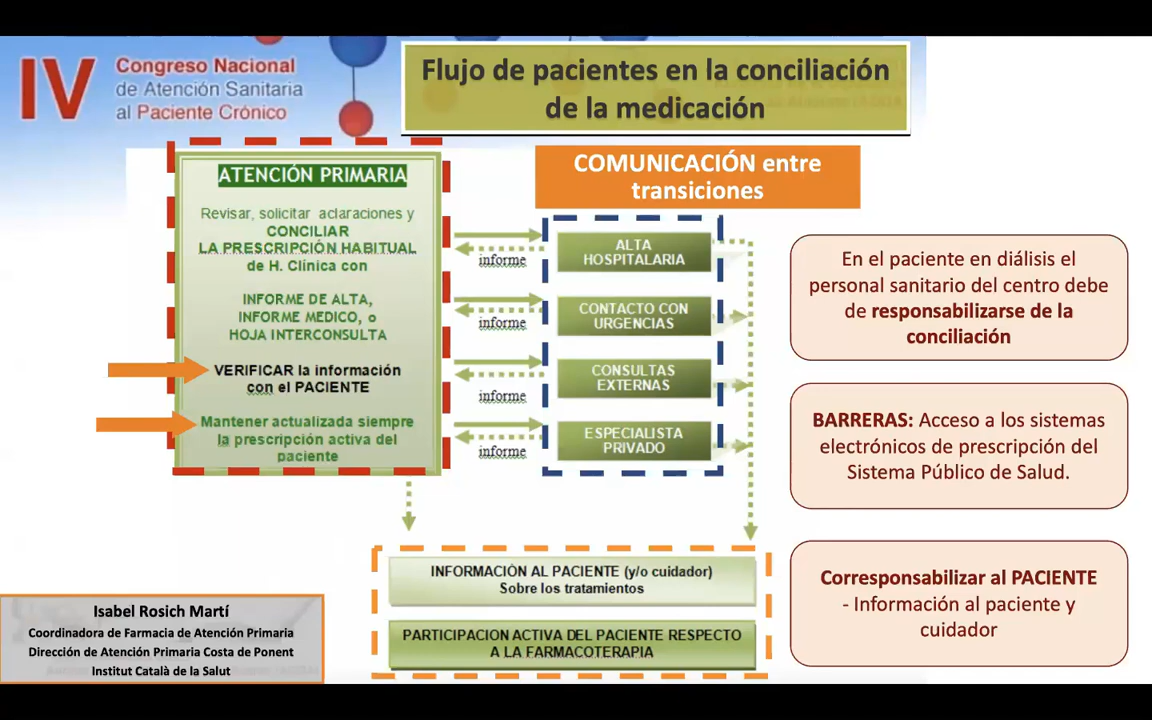 IV
Congreso Nacional
de Atención Sanitaria
al Paciente Crónico
Flujo de pacientes en la conciliación
de la medicación
ATENCIÓN PRIMARIA
Revisar, solicitar aclaraciones y
CONCILIAR
LA PRESCRIPCIÓN HABITUAL
de H. Clínica con
INFORME DE ALTA,
INFORME MEDICO, o
HOJA INTERCONSULTA
VERIFICAR la información
con el PACIENTE
Mantener actualizada siempre
la prescripción activa del
paciente
COMUNICACIÓN entre
transiciones
informe
ALTA
HOSPITALARIA
informe
CONTACTO CON
URGENCIAS
informe
CONSULTAS
EXTERNAS
informe
ESPECIALISTA
PRIVADO
En el paciente en diálisis el
personal sanitario del centro debe
de responsabilizarse de la
conciliación
BARRERAS: Acceso a los sistemas
electrónicos de prescripción del
Sistema Público de Salud.
Corresponsabilizar al PACIENTE
- Información al paciente y
cuidador
INFORMACIÓN AL PACIENTE (y/o cuidador)
Sobre los tratamientos
PARTICIPACION ACTIVA DEL PACIENTE RESPECTO
A LA FARMACOTERAPIA
Isabel Rosich Martí
Coordinadora de Farmacia de Atención Primaria
Dirección de Atención Primaria Costa de Ponent
Institut Català de la Salut